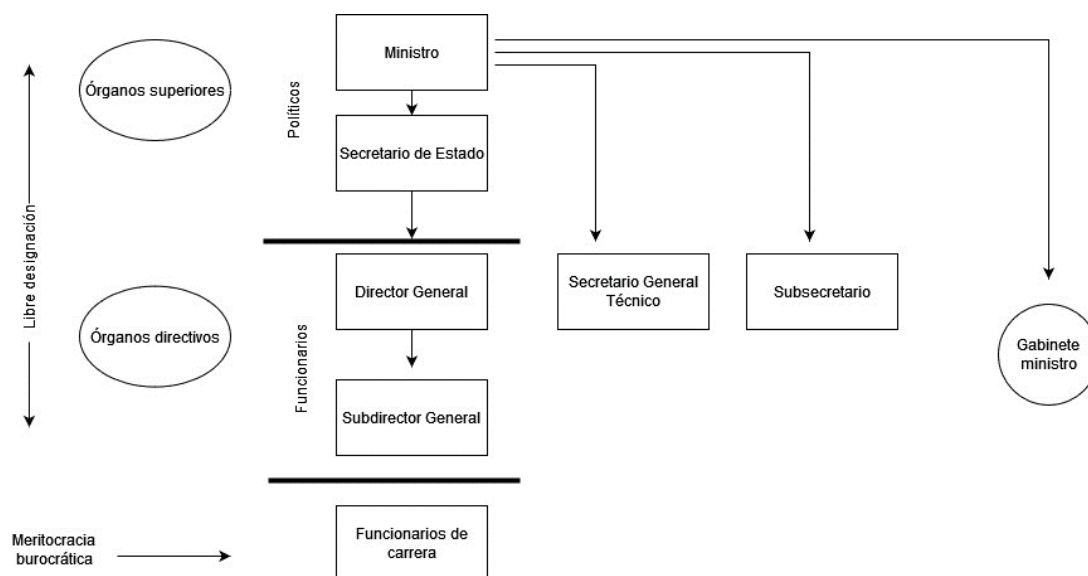 Ministro
Órganos superiores
Políticos
Secretario de Estado
Libre designación
Director General
Secretario General
Técnico
Subsecretario
Órganos directivos
Gabinete
ministro
Funcionarios
Subdirector General
Meritocracia
burocrática
Funcionarios de
carrera